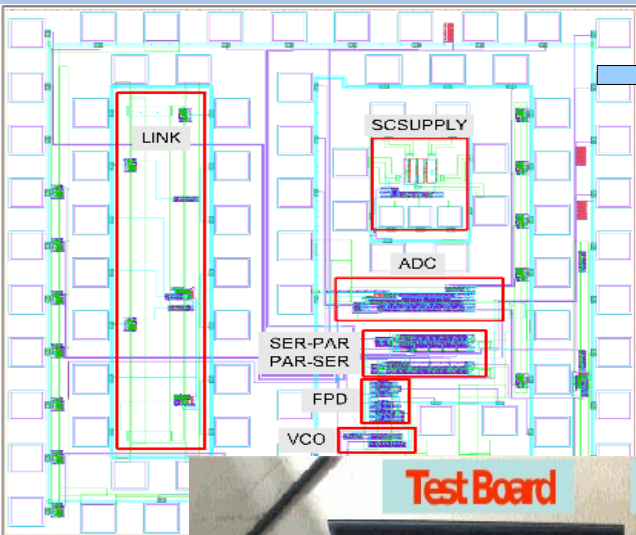 LINK
SCSUPPLY
ADC
SER-PAR
PAR-SER
FPD
VCO
Test Board